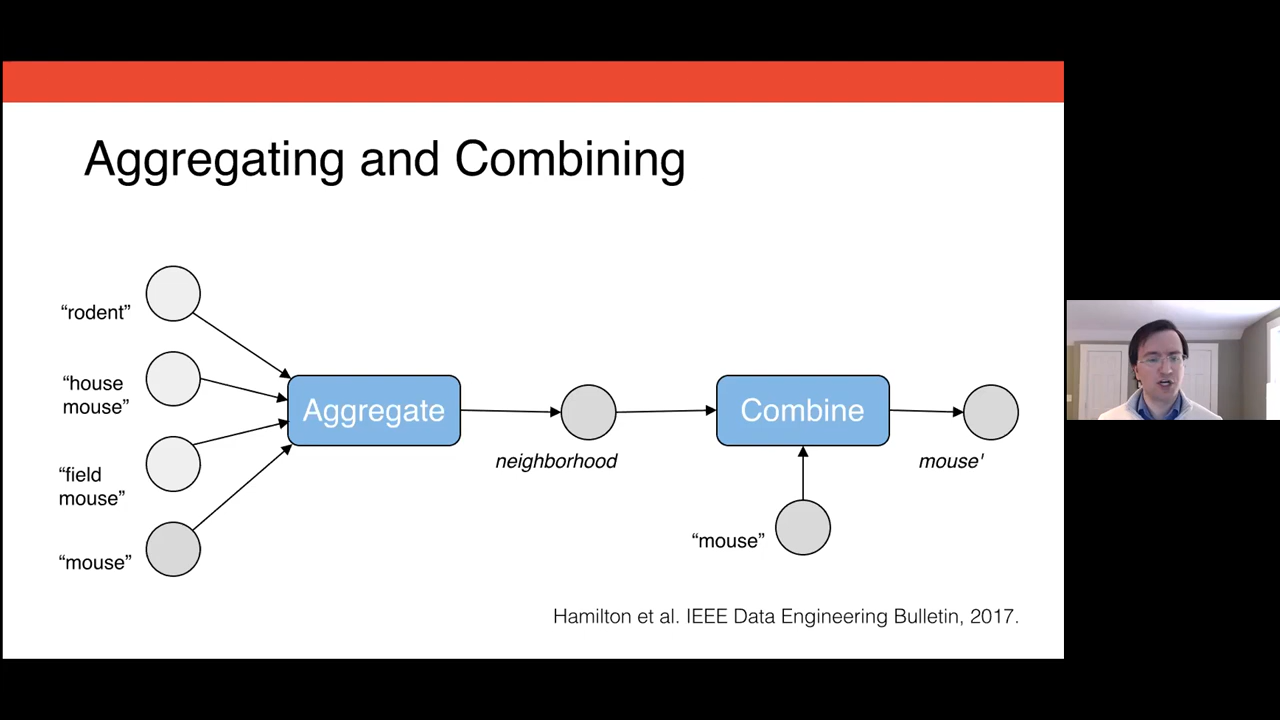 Aggregating and Combining
“rodent”
“house
mouse”
“field
mouse”
“mouse”
Aggregate
neighborhood
Combine
mouse'
“mouse”
Hamilton et al. IEEE Data Engineering Bulletin, 2017.